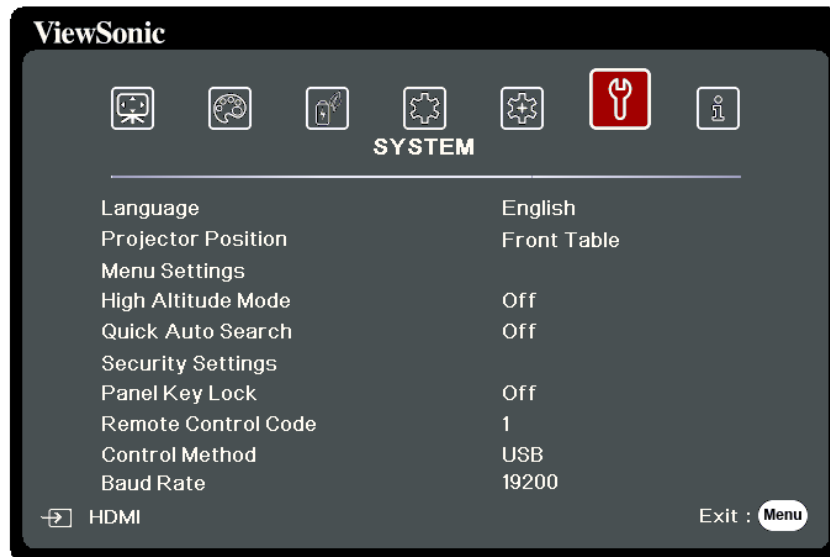 ViewSonic
SYSTEM
Language English
Projector Position Front Table
Menu Settings
High Altitude Mode Off
Quick Auto Search Off
Security Settings
Panel Key Lock Off
Remote Control Code 1
Control Method USB
Baud Rate 19200
HDMI Exit : Menu